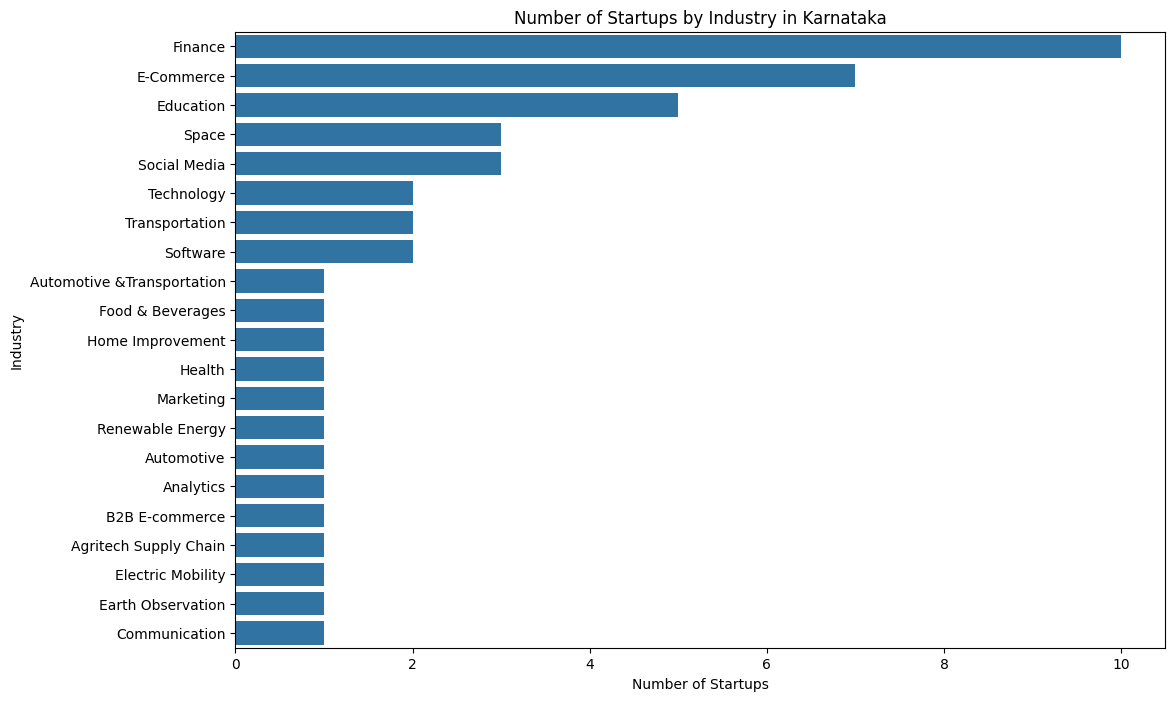 Number of Startups by Industry in Karnataka
Finance
E-Commerce
Education
Space
Social Media
Technology
Transportation
Software
Automotive &Transportation
Food & Beverages
Home Improvement
Health
Marketing
Renewable Energy
Automotive
Analytics
B2B E-commerce
Agritech Supply Chain
Electric Mobility
Earth Observation
Communication
Industry
0 2 4 6 8 10
Number of Startups